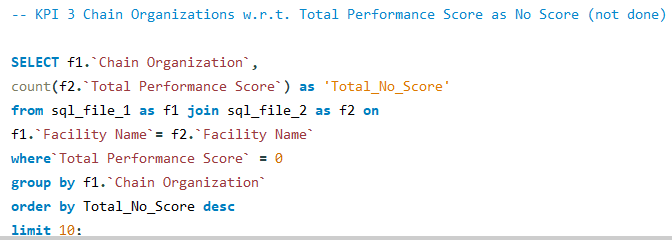 -- KPI 3 Chain Organizations w.r.t. Total Performance Score as No Score (not done)
SELECT f1.`Chain Organization`,
count(f2.`Total Performance Score`) as 'Total_No_Score'
from sql_file_1 as f1 join sql_file_2 as f2 on
f1.`Facility Name`= f2.`Facility Name`
where`Total Performance Score` = 0
group by f1.`Chain Organization`
order by Total_No_Score desc
limit 10;